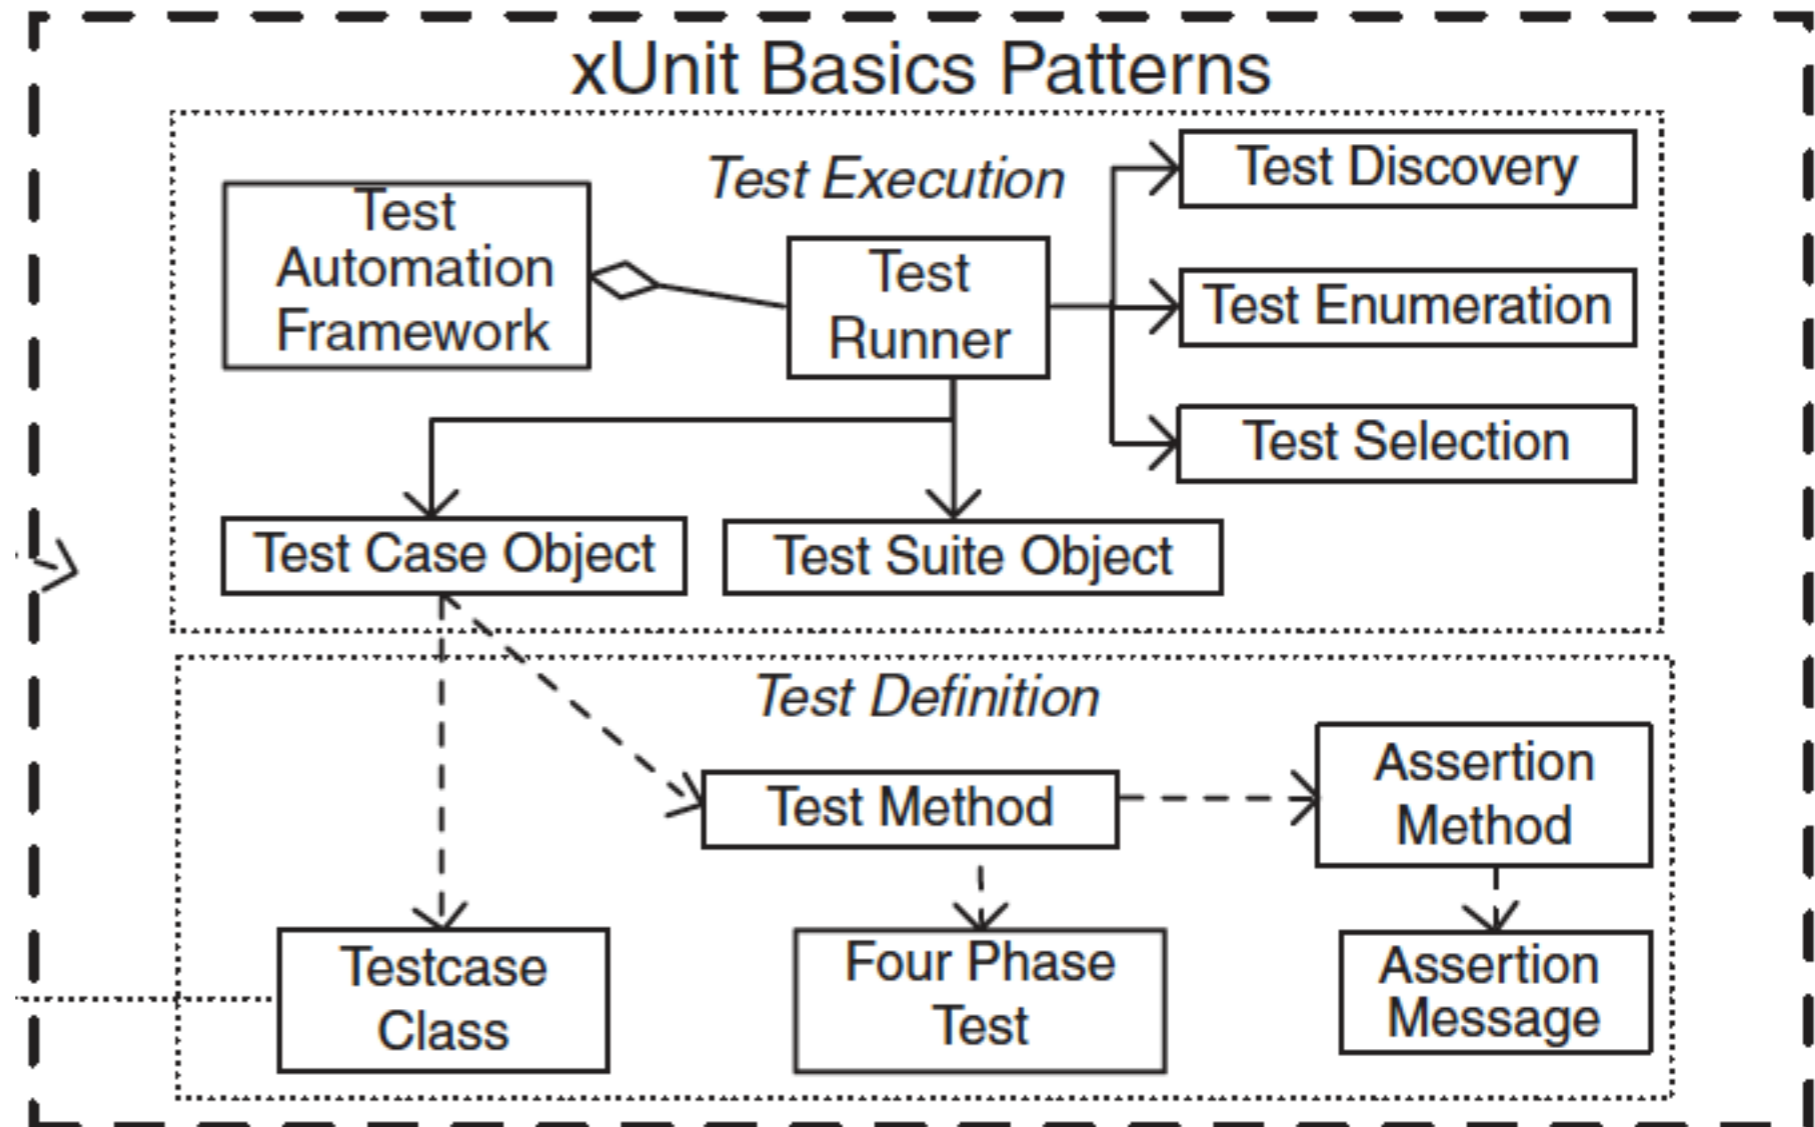 xUnit Basics Patterns
Test Execution
Test
Automation
Framework
Test
Runner
Test Discovery
Test Enumeration
Test Selection
Test Case Object
Test Suite Object
Test Definition
Test Method
Assertion
Method
Testcase
Class
Four Phase
Test
Assertion
Message